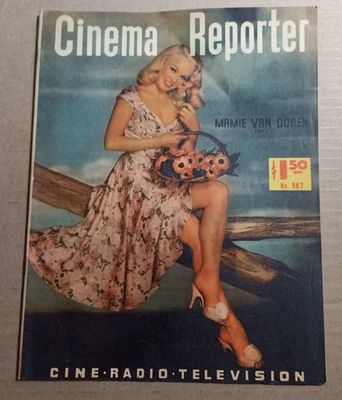 Cinema Reporter
MAMIE VAN DOREN
$1.50
No. 987
CINE·RADIO·TELEVISION